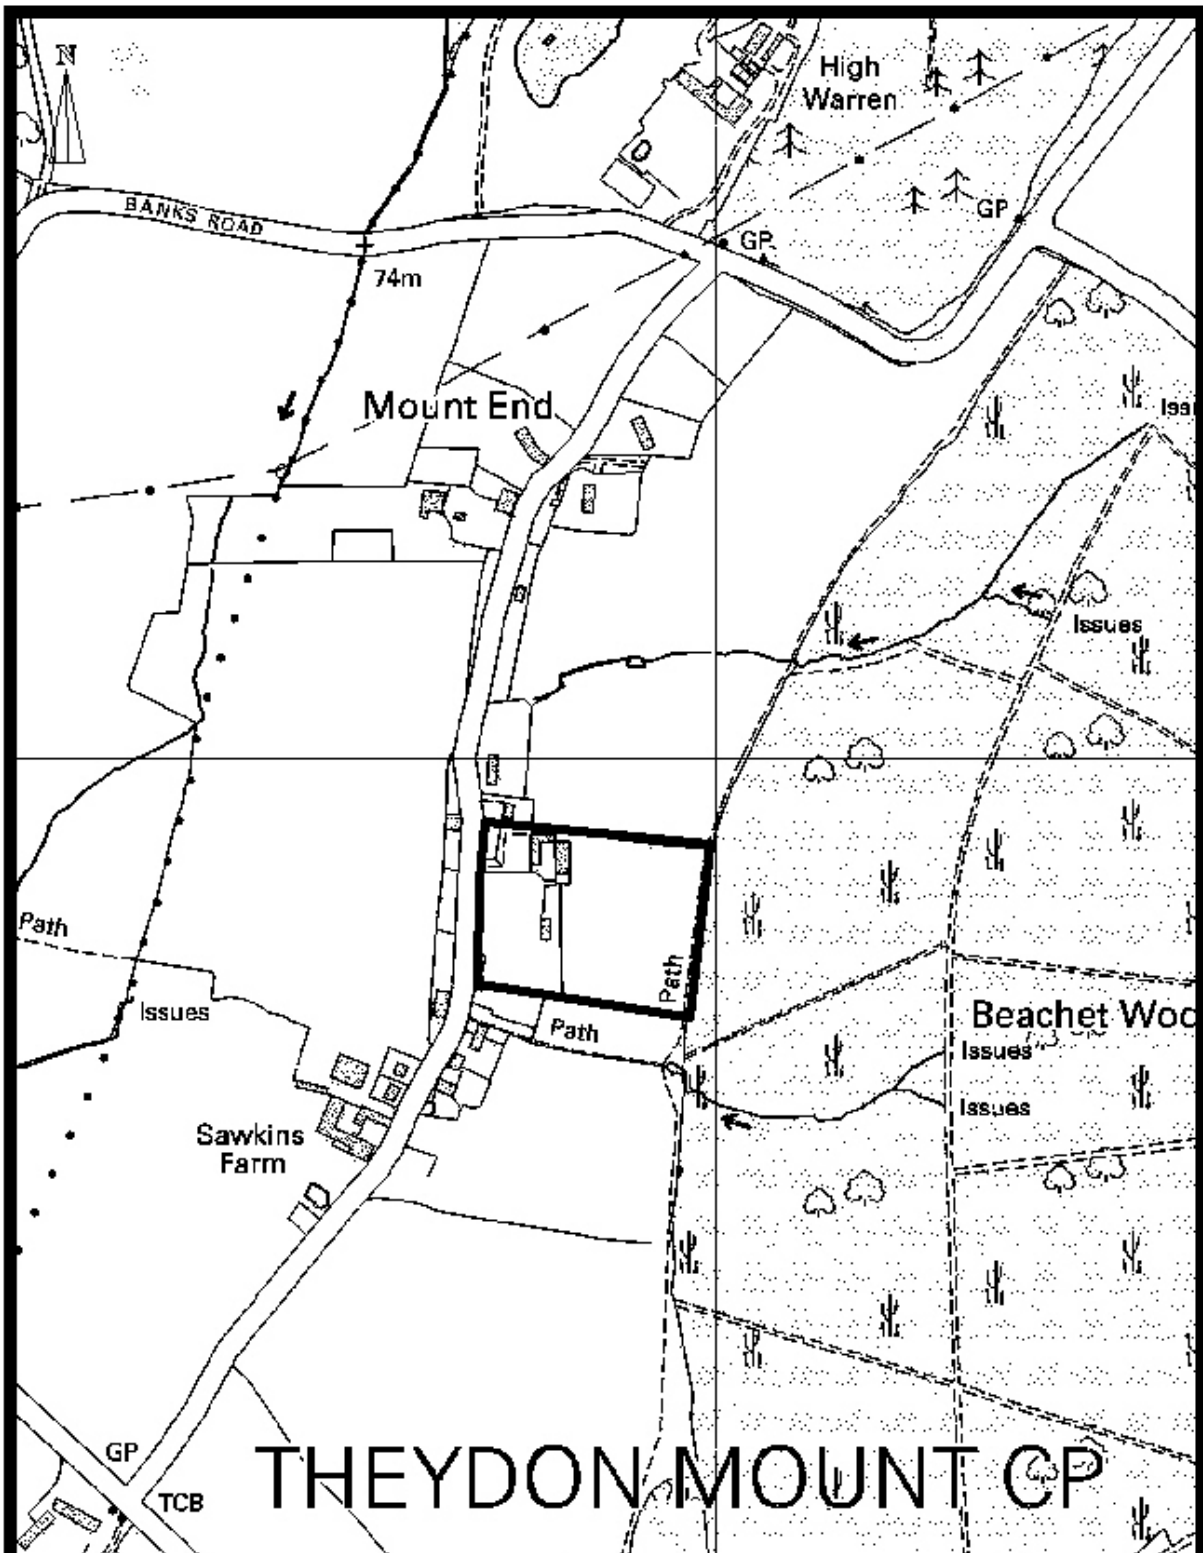 N
High
Warren
BANKS ROAD
GP
GP
74m
Mount End
Iss
Issues
Path
Issues
Path
Path
Beachet Woo
Issues
Issues
Sawkins
Farm
GP
TCB
THEYDON MOUNT CP